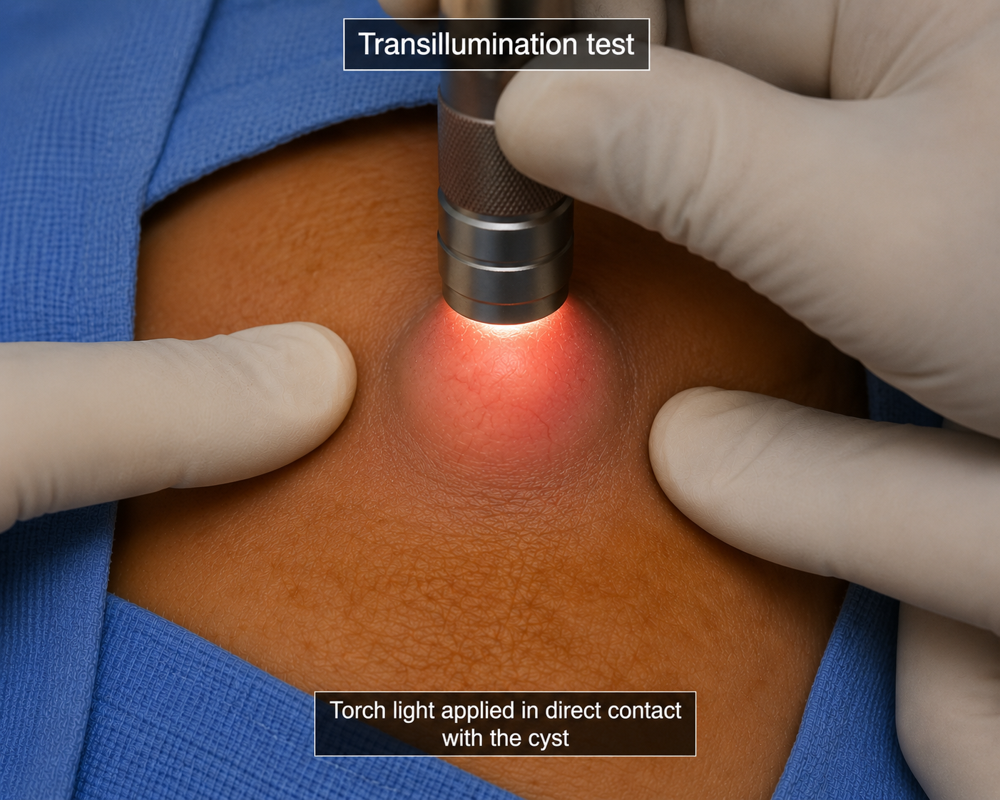 Transillumination test
Torch light applied in direct contact
with the cyst